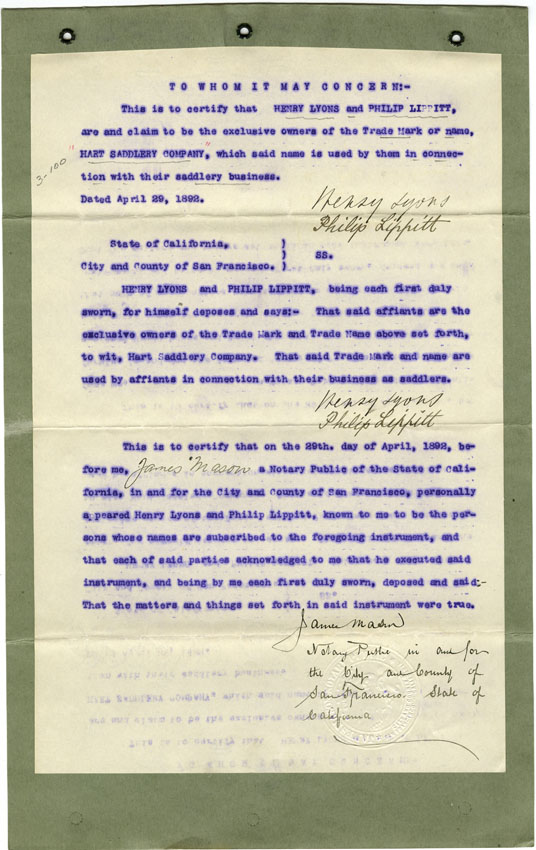 TO WHOM IT MAY CONCERN:-
This is to certify that HENRY LYONS and PHILIP LIPPITT,
are and claim to be the exclusive owners of the Trade Mark or name,
"HART SADDLERY COMPANY," which said name is used by them in connec-
3-100
tion with their saddlery business.
Dated April 29, 1892.
Henry Lyons
Philip Lippitt
State of California, )
) SS.
City and County of San Francisco. )
HENRY LYONS and PHILIP LIPPITT, being each first duly
sworn, for himself deposes and says:- That said affiants are the
exclusive owners of the Trade Mark and Trade Name above set forth,
to wit, Hart Saddlery Company. That said Trade Mark and name are
used by affiants in connection with their business as saddlers.
Henry Lyons
Philip Lippitt
This is to certify that on the 29th. day of April, 1892, be-
fore me, James Mason a Notary Public of the State of Cali-
fornia, in and for the City and County of San Francisco, personally
appeared Henry Lyons and Philip Lippitt, known to me to be the per-
sons whose names are subscribed to the foregoing instrument, and
that each of said parties acknowledged to me that he executed said
instrument, and being by me each first duly sworn, deposed and said:-
That the matters and things set forth in said instrument were true.
James Mason
Notary Public in and for
the City and County of
San Francisco. State of
California